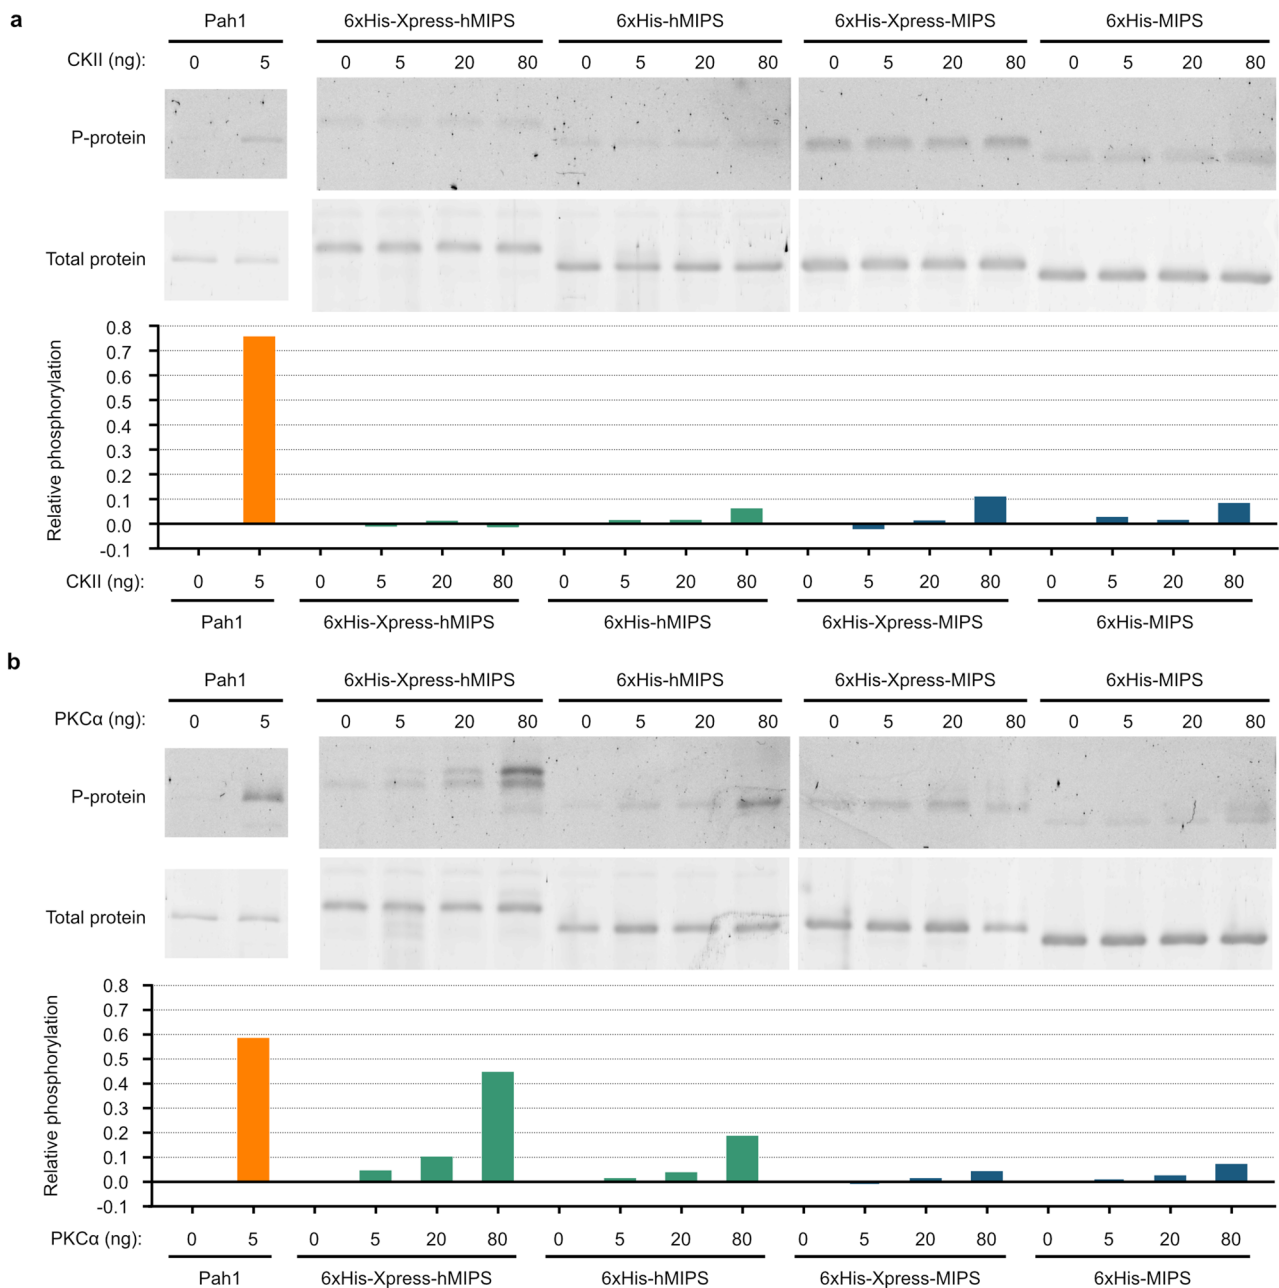 a
Pah1 6xHis-Xpress-hMIPS 6xHis-hMIPS 6xHis-Xpress-MIPS 6xHis-MIPS
CKII (ng): 0 5 0 5 20 80 0 5 20 80 0 5 20 80 0 5 20 80
P-protein
Total protein
Relative phosphorylation
0.8
0.7
0.6
0.5
0.4
0.3
0.2
0.1
0.0
-0.1
CKII (ng): 0 5 0 5 20 80 0 5 20 80 0 5 20 80 0 5 20 80
Pah1 6xHis-Xpress-hMIPS 6xHis-hMIPS 6xHis-Xpress-MIPS 6xHis-MIPS
b
Pah1 6xHis-Xpress-hMIPS 6xHis-hMIPS 6xHis-Xpress-MIPS 6xHis-MIPS
PKCα (ng): 0 5 0 5 20 80 0 5 20 80 0 5 20 80 0 5 20 80
P-protein
Total protein
Relative phosphorylation
0.8
0.7
0.6
0.5
0.4
0.3
0.2
0.1
0.0
-0.1
PKCα (ng): 0 5 0 5 20 80 0 5 20 80 0 5 20 80 0 5 20 80
Pah1 6xHis-Xpress-hMIPS 6xHis-hMIPS 6xHis-Xpress-MIPS 6xHis-MIPS